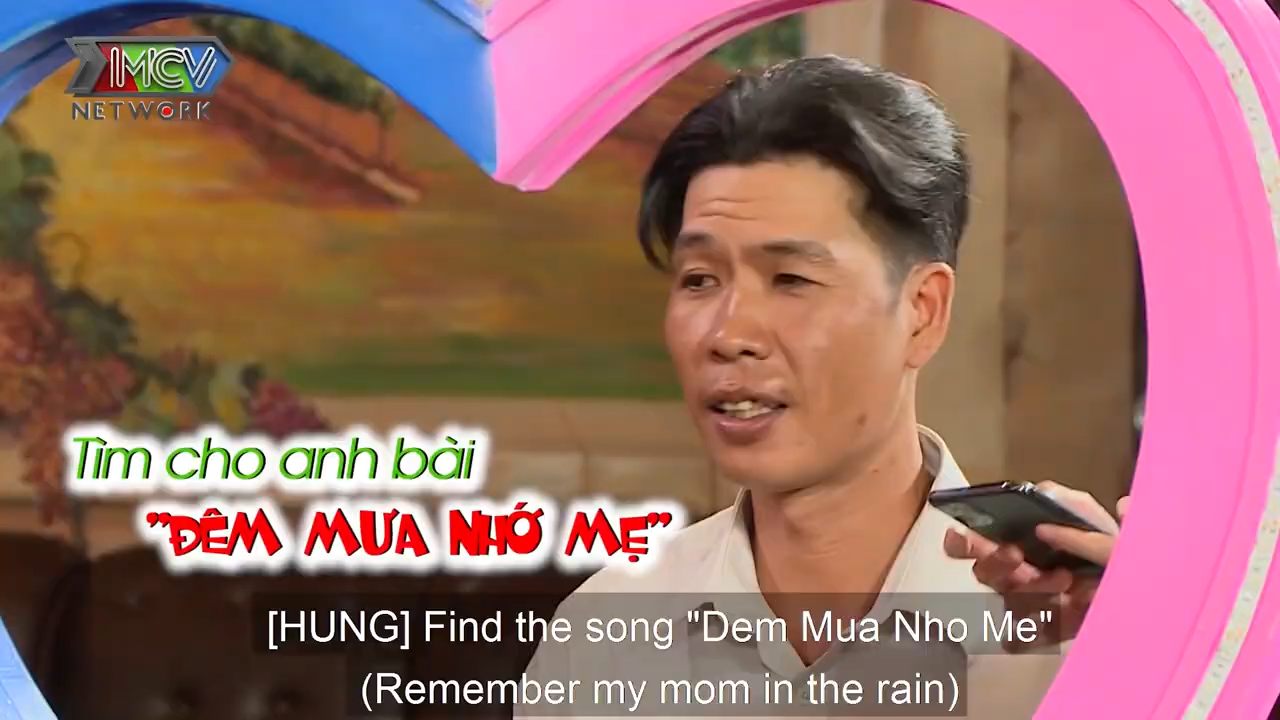 MCV
NETWORK
Tìm cho anh bài
"ĐÊM MƯA NHỚ MẸ"
[HUNG] Find the song "Dem Mua Nho Me"
(Remember my mom in the rain)